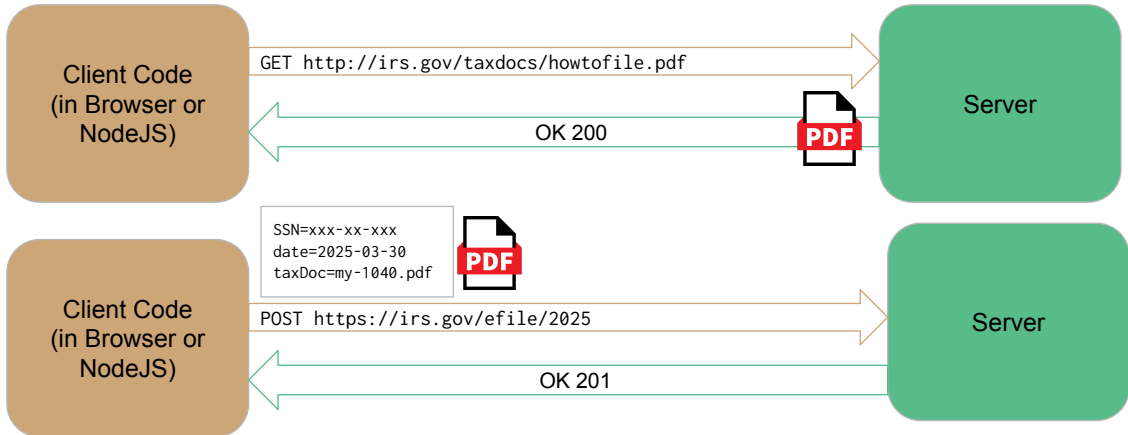 Client Code
(in Browser or
NodeJS)
GET http://irs.gov/taxdocs/howtofile.pdf
OK 200
PDF
Server
SSN=xxx-xx-xxx
date=2025-03-30
taxDoc=my-1040.pdf
PDF
Client Code
(in Browser or
NodeJS)
POST https://irs.gov/efile/2025
OK 201
Server